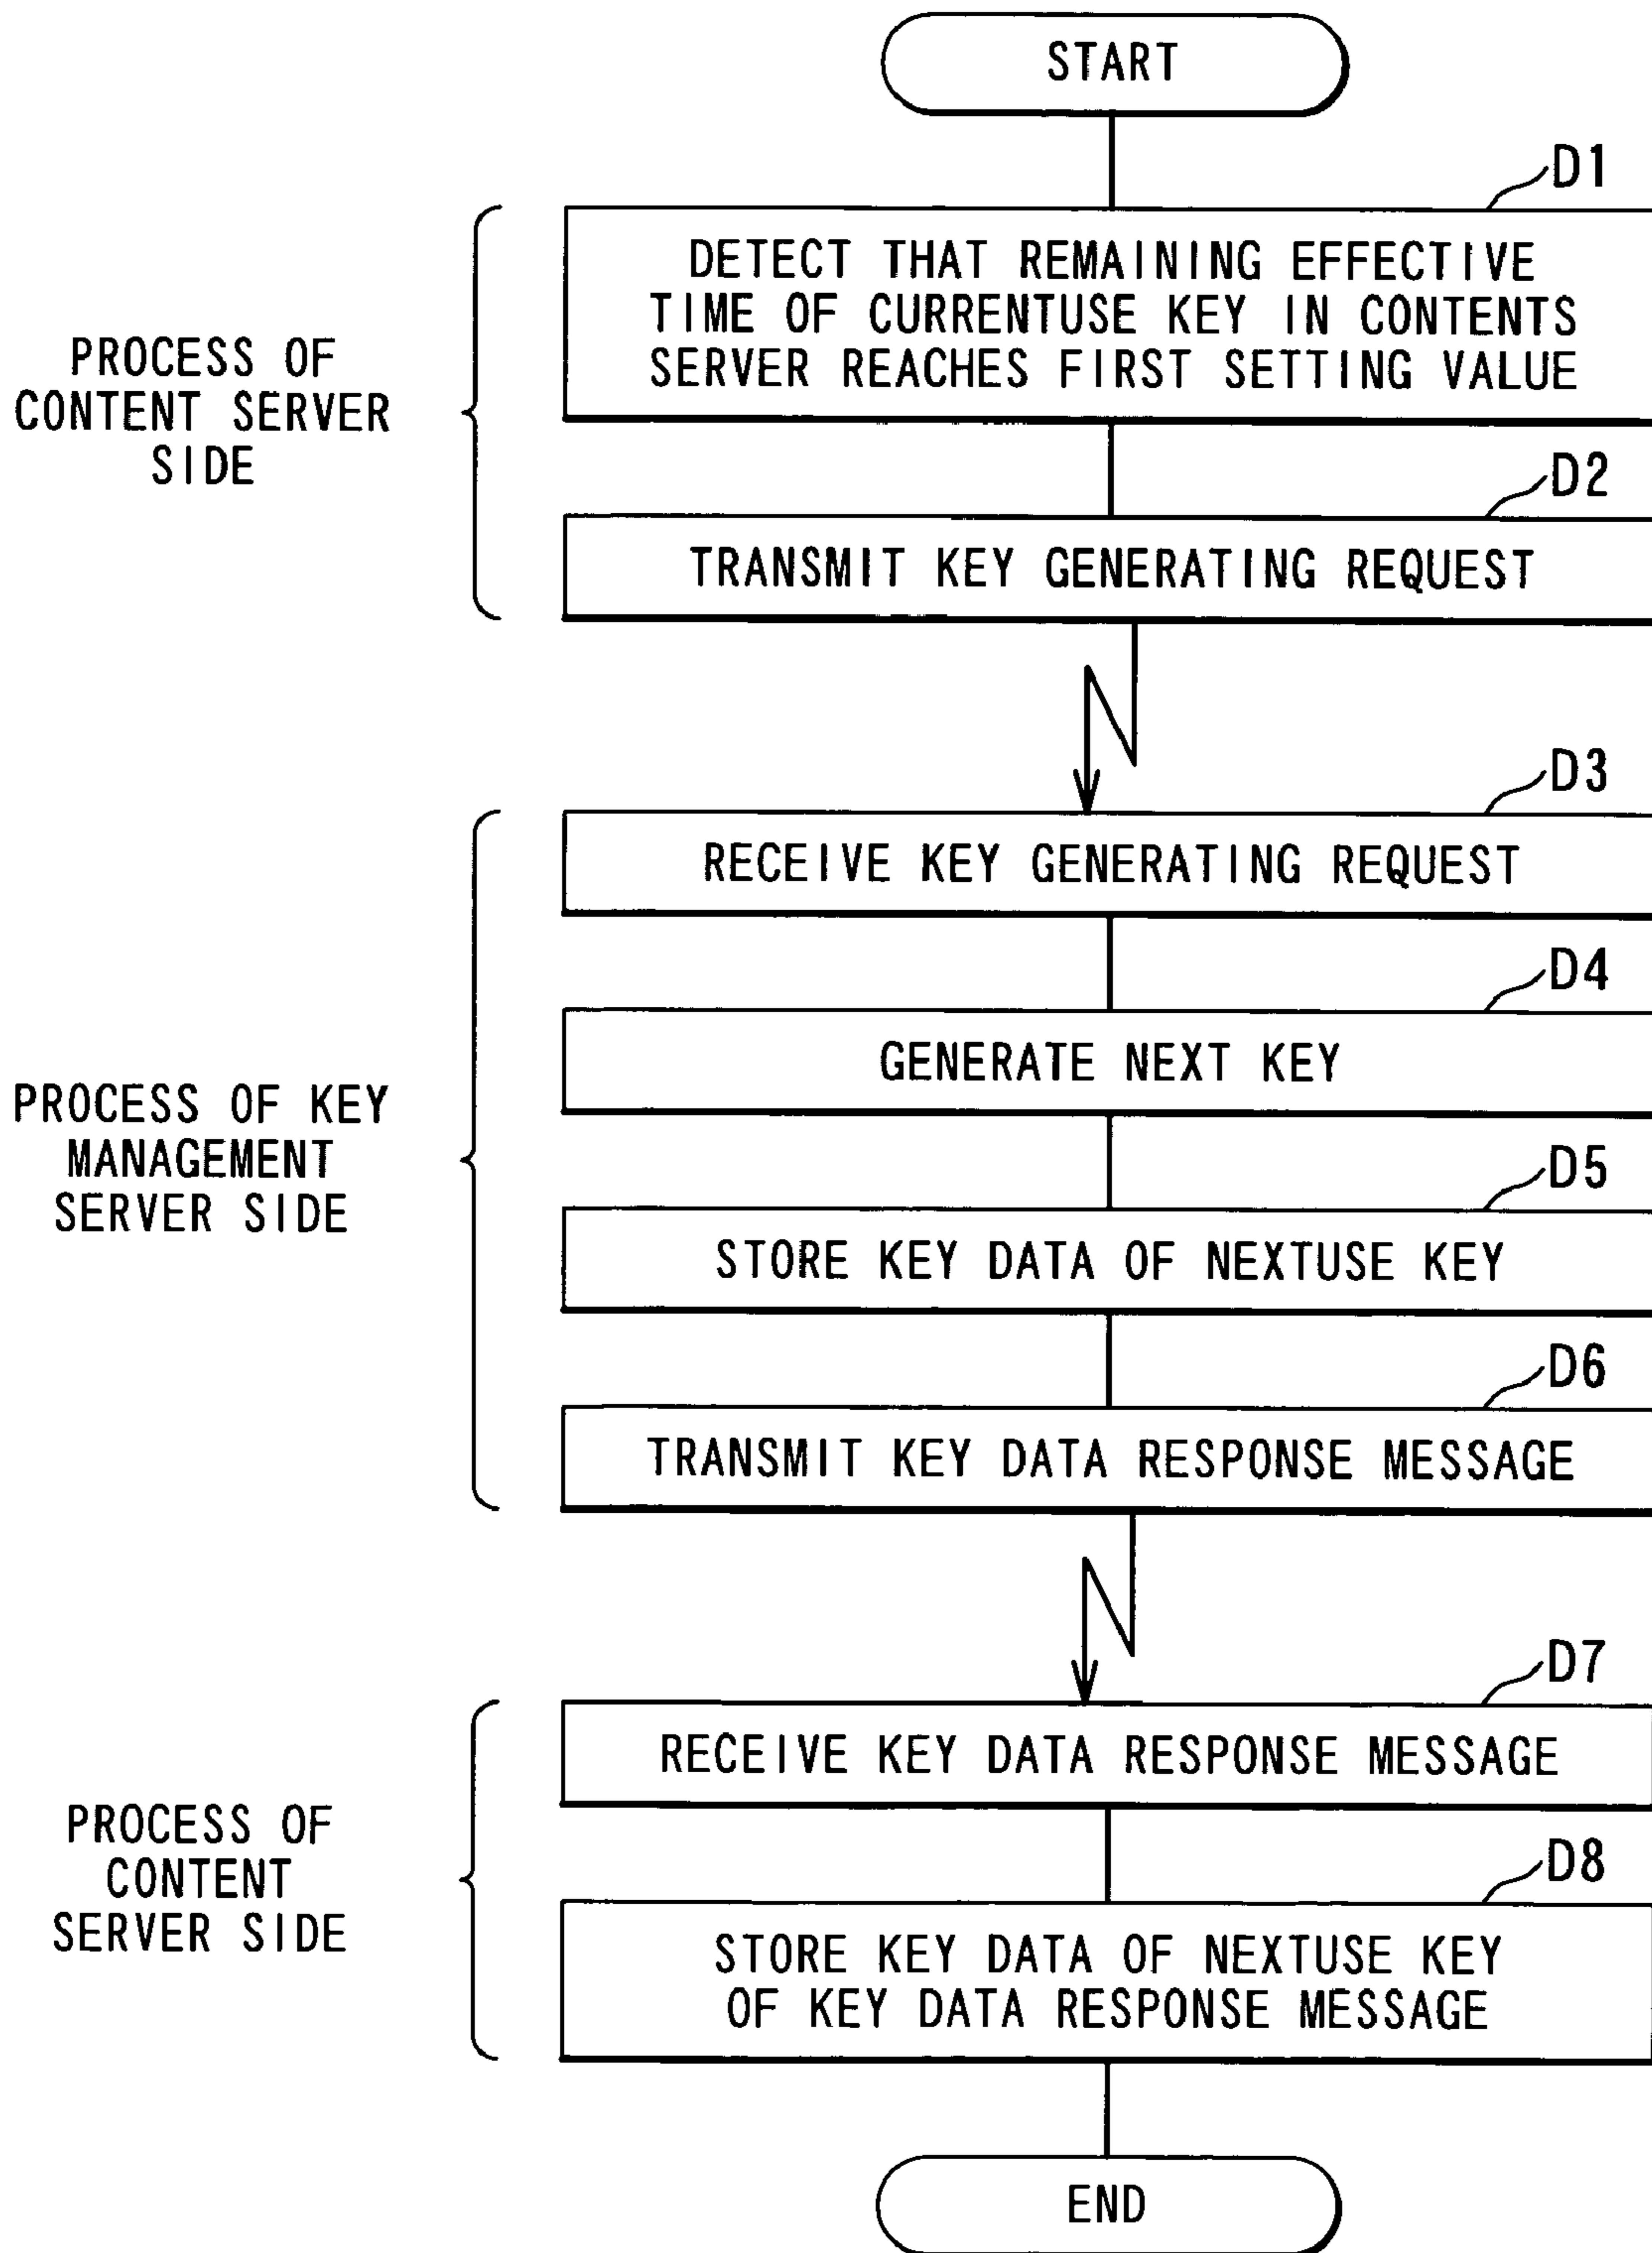 START
D1
DETECT THAT REMAINING EFFECTIVE
TIME OF CURRENTUSE KEY IN CONTENTS
SERVER REACHES FIRST SETTING VALUE
PROCESS OF
CONTENT SERVER
SIDE
D2
TRANSMIT KEY GENERATING REQUEST
D3
RECEIVE KEY GENERATING REQUEST
D4
GENERATE NEXT KEY
PROCESS OF KEY
MANAGEMENT
SERVER SIDE
D5
STORE KEY DATA OF NEXTUSE KEY
D6
TRANSMIT KEY DATA RESPONSE MESSAGE
D7
RECEIVE KEY DATA RESPONSE MESSAGE
PROCESS OF
CONTENT
SERVER SIDE
D8
STORE KEY DATA OF NEXTUSE KEY
OF KEY DATA RESPONSE MESSAGE
END